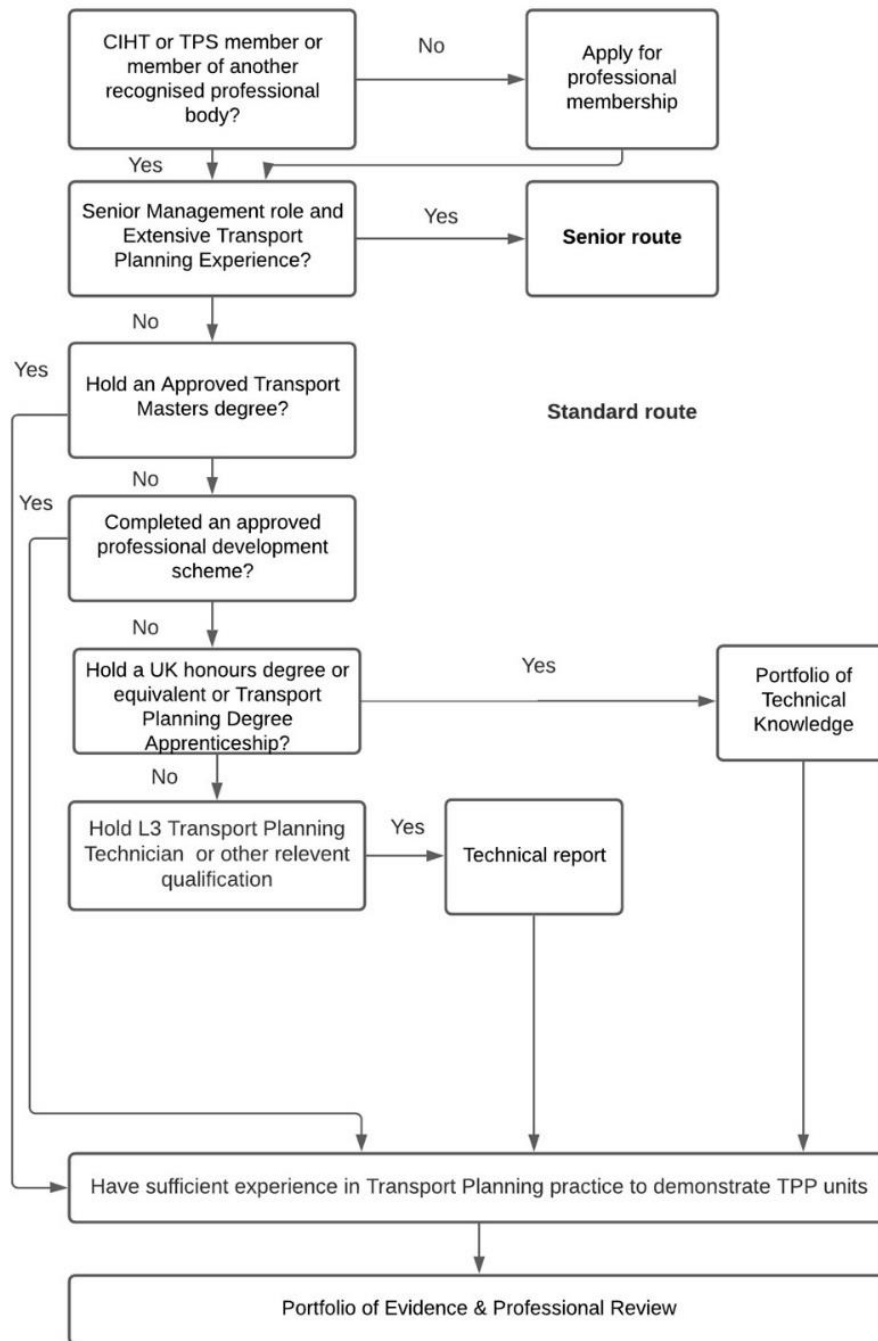 CIHT or TPS member or
member of another
recognised professional
body?
No
Apply for
professional
membership
Yes
Senior Management role and
Extensive Transport
Planning Experience?
Yes
Senior route
No
Yes
Hold an Approved Transport
Masters degree?
Standard route
No
Yes
Completed an approved
professional development
scheme?
No
Hold a UK honours degree or
equivalent or Transport
Planning Degree
Apprenticeship?
Yes
Portfolio of
Technical
Knowledge
No
Hold L3 Transport Planning
Technician or other relevent
qualification
Yes
Technical report
Have sufficient experience in Transport Planning practice to demonstrate TPP units
Portfolio of Evidence & Professional Review